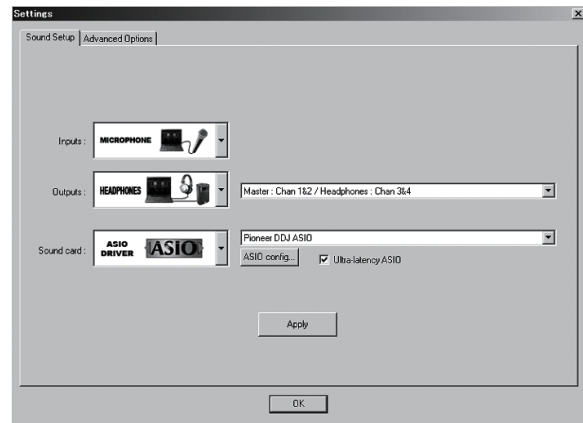 Settings
x
Sound Setup
Advanced Options
Inputs :
MICROPHONE
Outputs :
HEADPHONES
Master : Chan 1&2 / Headphones : Chan 3&4
Sound card :
ASIO DRIVER
ASIO
Pioneer DDJ ASIO
ASIO config...
Ultra-latency ASIO
Apply
OK